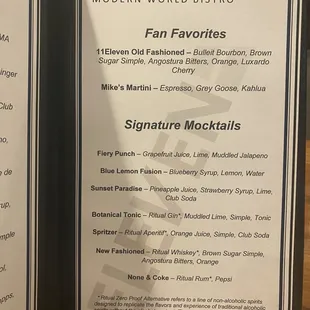 MODERN WORLD BISTRO
Fan Favorites
11Eleven Old Fashioned – Bulleit Bourbon, Brown
Sugar Simple, Angostura Bitters, Orange, Luxardo
Cherry
Mike's Martini – Espresso, Grey Goose, Kahlua
Signature Mocktails
Fiery Punch – Grapefruit Juice, Lime, Muddled Jalapeno
Blue Lemon Fusion – Blueberry Syrup, Lemon, Water
Sunset Paradise – Pineapple Juice, Strawberry Syrup, Lime,
Club Soda
Botanical Tonic – Ritual Gin*, Muddled Lime, Simple, Tonic
Spritzer – Ritual Aperitif*, Orange Juice, Simple, Club Soda
New Fashioned – Ritual Whiskey*, Brown Sugar Simple,
Angostura Bitters, Orange
None & Coke – Ritual Rum*, Pepsi
*Ritual Zero Proof Alternative refers to a line of non-alcoholic spirits
designed to replicate the flavors and experience of traditional alcoholic